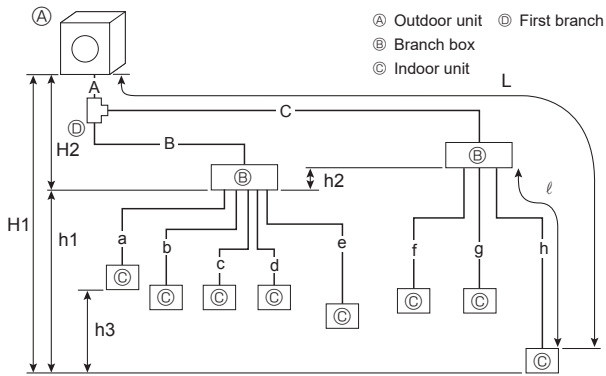 Ⓐ
Ⓐ Outdoor unit Ⓓ First branch
Ⓑ Branch box
Ⓒ Indoor unit
A
L
C
Ⓓ
H2
B
Ⓑ
Ⓑ
h2
ℓ
H1
h1
a
b
c
d
e
f
g
h
Ⓒ
Ⓒ
Ⓒ
Ⓒ
Ⓒ
Ⓒ
Ⓒ
h3
Ⓒ